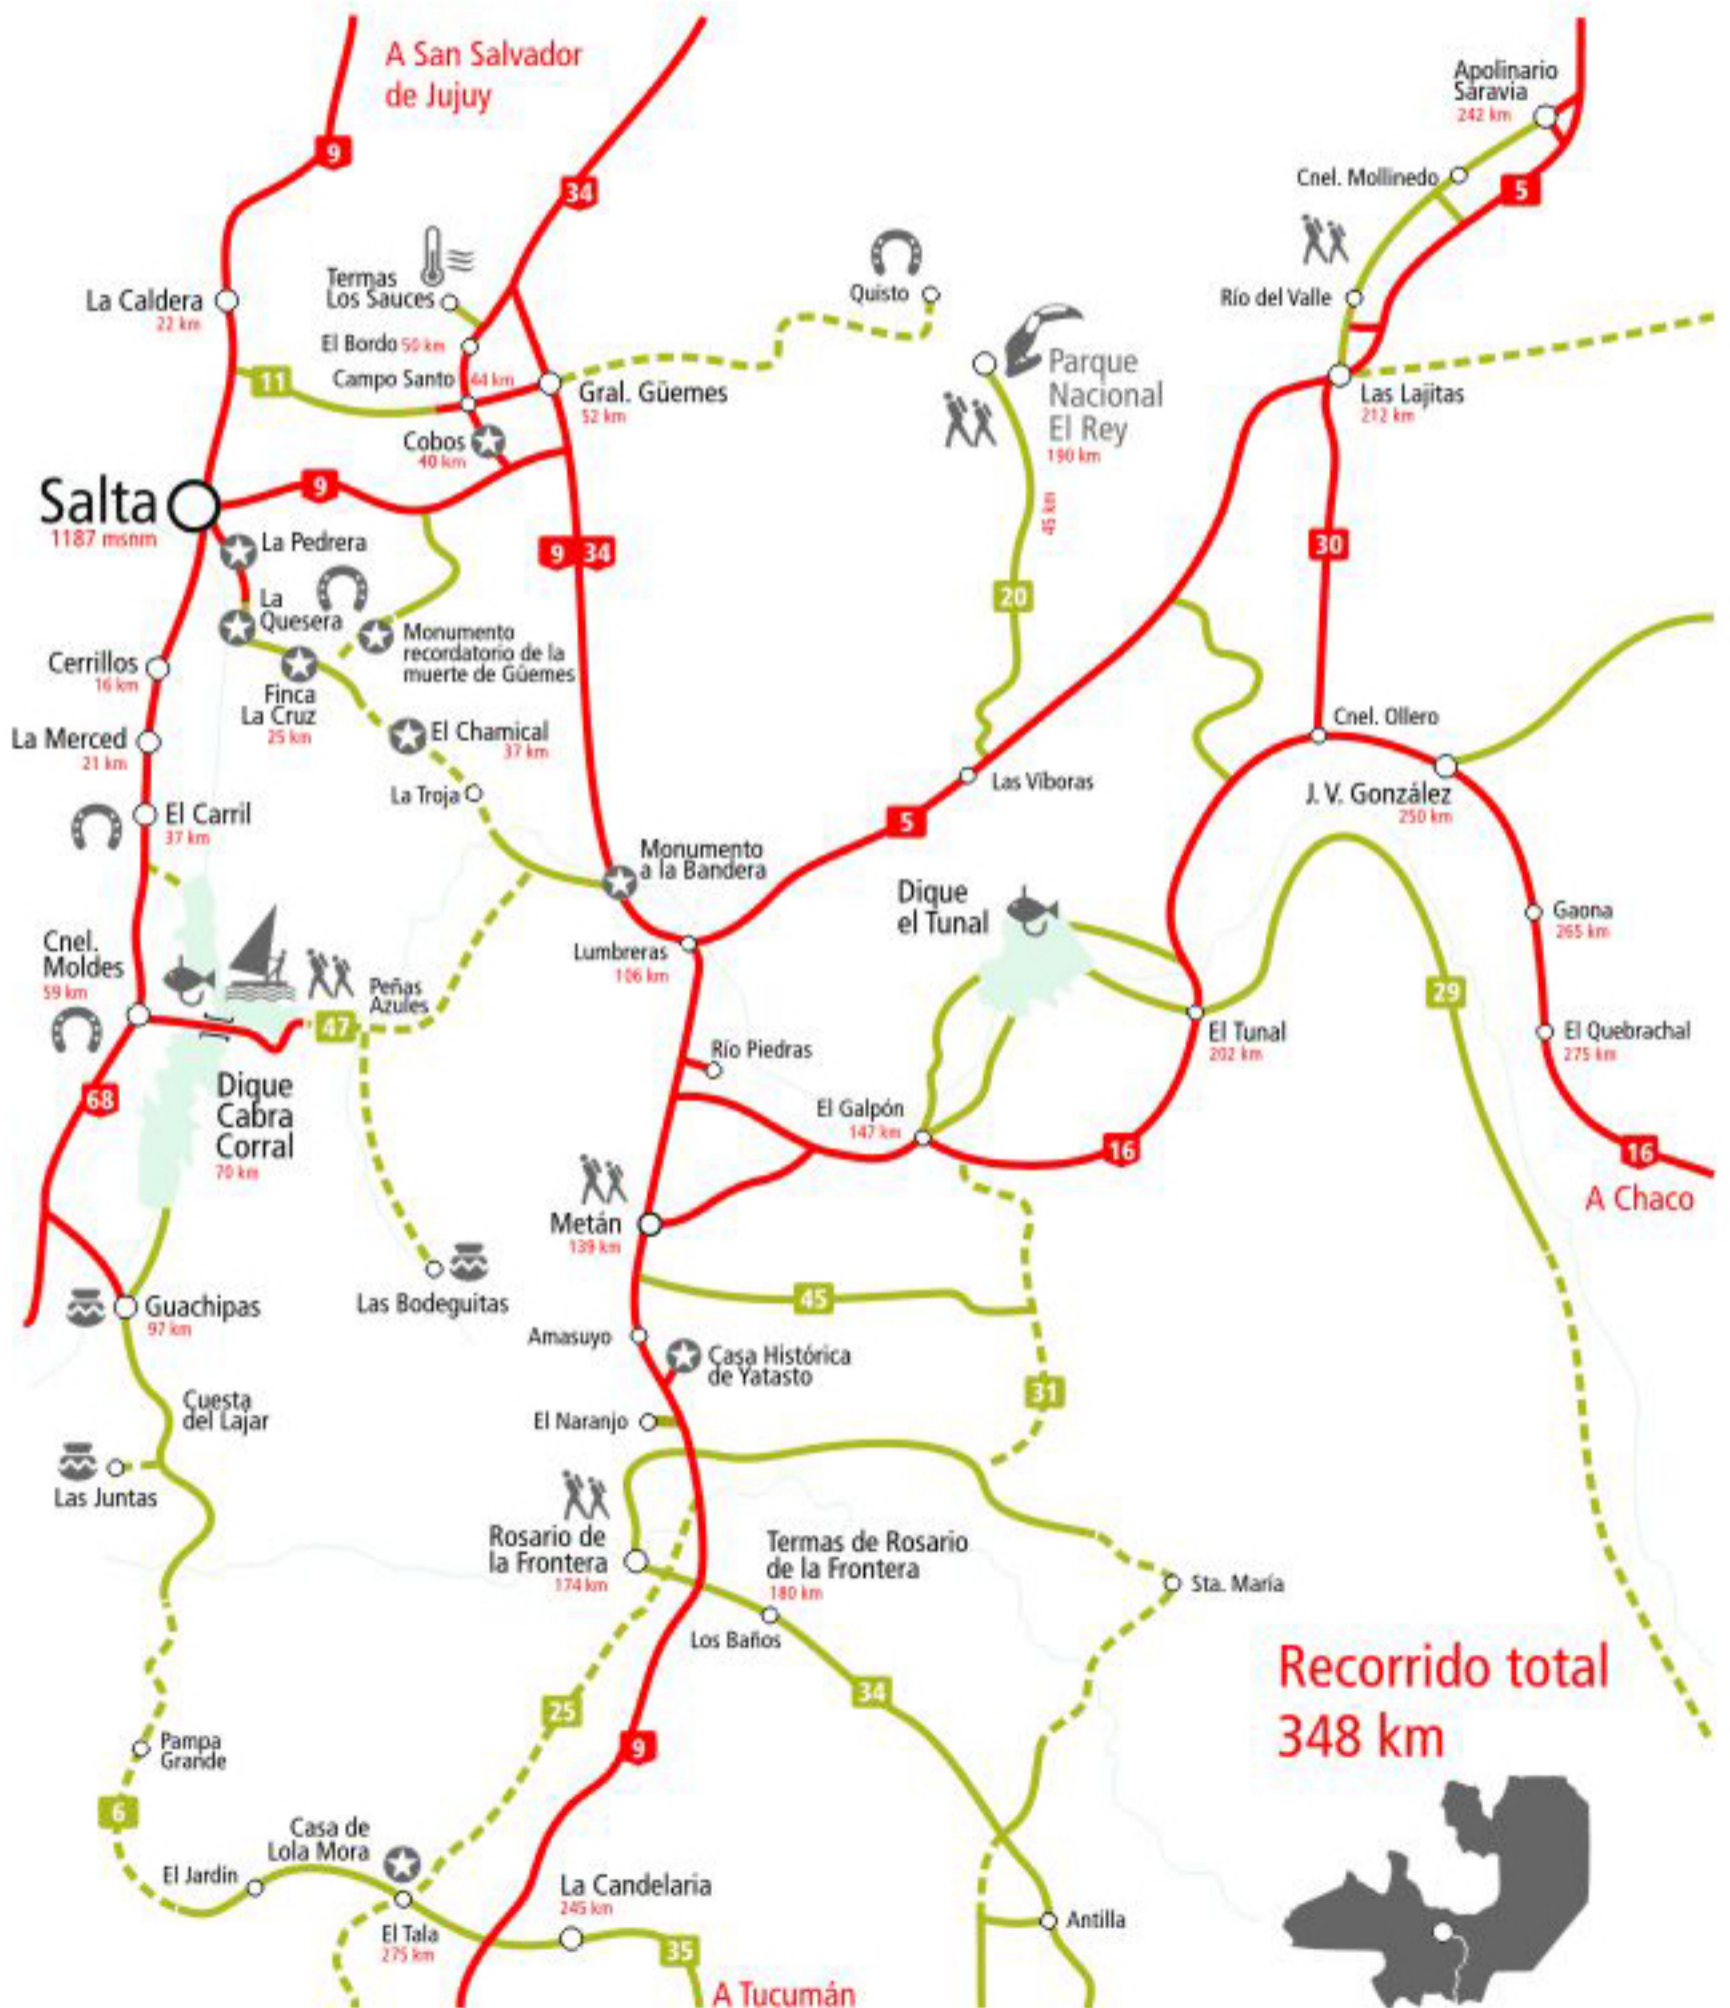 A San Salvador
de Jujuy
9
34
Apolinario
Saravia
242 km
Cnel. Mollinedo
5
Termas
Los Sauces
La Caldera
22 km
El Bordo 50 km
Campo Santo
44 km
11
Gral. Güemes
52 km
Cobos
40 km
Quisto
Parque
Nacional
El Rey
190 km
45 km
20
Río del Valle
Las Lajitas
212 km
30
Salta
1187 msnm
9
9
34
La Pedrera
La
Quesera
Monumento
recordatorio de la
muerte de Güemes
Finca
La Cruz
25 km
El Chamical
37 km
La Troja
Cerrillos
16 km
La Merced
21 km
El Carril
37 km
Cnel. Ollero
J. V. González
250 km
Las Víboras
5
Monumento
a la Bandera
Dique
el Tunal
Lumbreras
106 km
Gaona
265 km
Cnel.
Moldes
59 km
Peñas
Azules
47
29
El Tunal
202 km
El Quebrachal
275 km
Río Piedras
68
Dique
Cabra
Corral
70 km
El Galpón
147 km
16
16
A Chaco
Metán
139 km
Las Bodeguitas
Guachipas
97 km
45
Amasuyo
Casa Histórica
de Yatasto
31
El Naranjo
Cuesta
del Lajar
Las Juntas
Rosario de
la Frontera
174 km
Termas de Rosario
de la Frontera
180 km
Los Baños
Sta. María
Recorrido total
348 km
25
34
9
Pampa
Grande
6
Casa de
Lola Mora
El Jardín
El Tala
275 km
La Candelaria
245 km
35
Antilla
A Tucumán